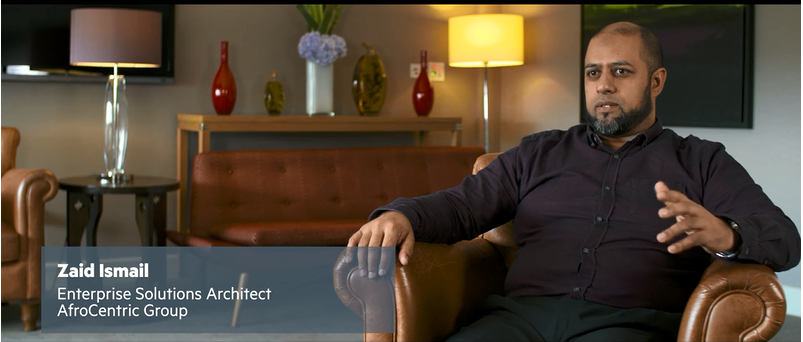 Zaid Ismail
Enterprise Solutions Architect
AfroCentric Group